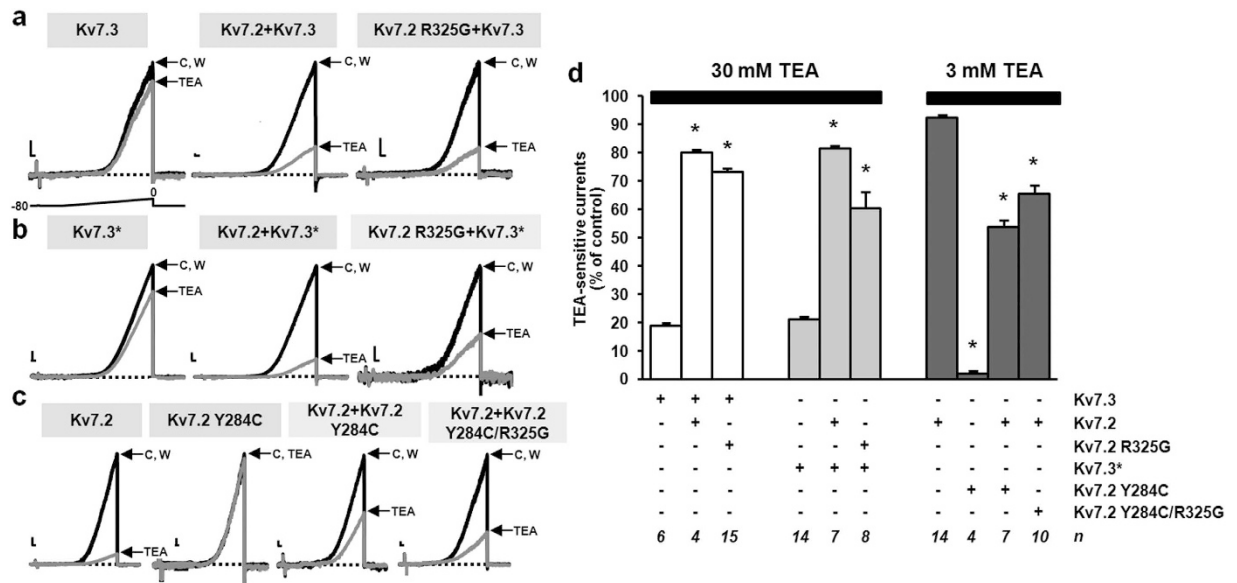 a
Kv7.3
Kv7.2+Kv7.3
Kv7.2 R325G+Kv7.3
C, W
TEA
C, W
TEA
C, W
TEA
0
-80
b
Kv7.3*
Kv7.2+Kv7.3*
Kv7.2 R325G+Kv7.3*
C, W
TEA
C, W
TEA
C, W
TEA
c
Kv7.2
Kv7.2 Y284C
Kv7.2+Kv7.2
Y284C
Kv7.2+Kv7.2
Y284C/R325G
C, W
TEA
C, TEA
C, W
TEA
C, W
TEA
d
30 mM TEA
3 mM TEA
TEA-sensitive currents
(% of control)
100
90
80
70
60
50
40
30
20
10
0
* * * * * * *
+ + + - - - - - - - Kv7.3
- + - - + - + - + + Kv7.2
- - + - - + - - - - Kv7.2 R325G
- - - + + + - - - - Kv7.3*
- - - - - - - + + - Kv7.2 Y284C
- - - - - - - - - + Kv7.2 Y284C/R325G
6 4 15 14 7 8 14 4 7 10 n